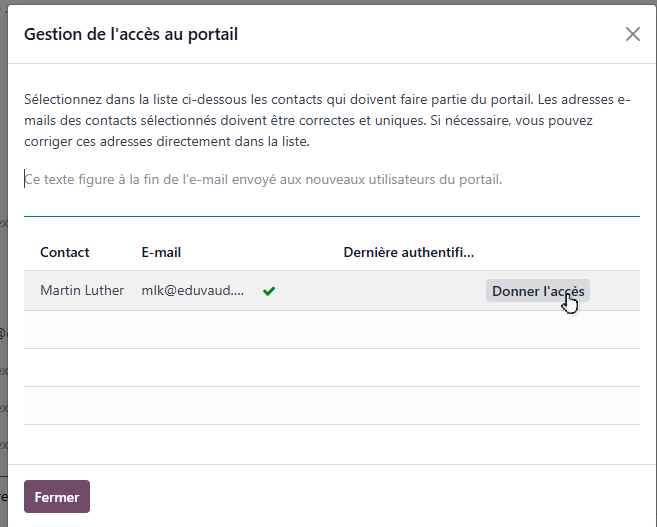 Gestion de l'accès au portail
Sélectionnez dans la liste ci-dessous les contacts qui doivent faire partie du portail. Les adresses e-
mails des contacts sélectionnés doivent être correctes et uniques. Si nécessaire, vous pouvez
corriger ces adresses directement dans la liste.
Ce texte figure à la fin de l'e-mail envoyé aux nouveaux utilisateurs du portail.
Contact E-mail Dernière authentifi...
Martin Luther mlk@eduvaud.... Donner l'accès
Fermer